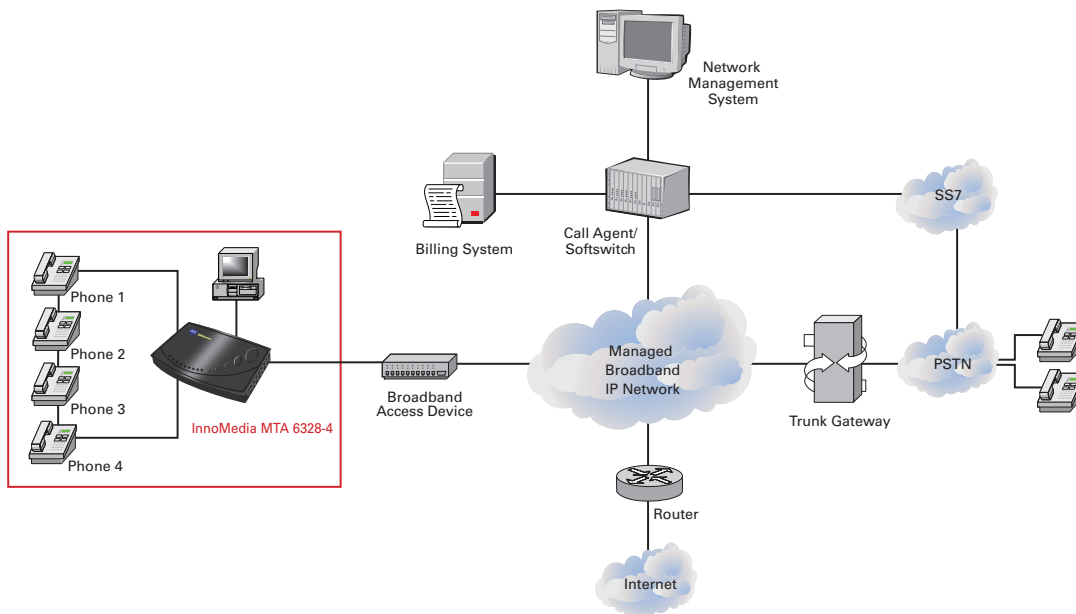 Network
Management
System
SS7
Call Agent/
Softswitch
Billing System
Phone 1
Phone 2
Phone 3
Phone 4
InnoMedia MTA 6328-4
Broadband
Access Device
Managed
Broadband
IP Network
PSTN
Trunk Gateway
Router
Internet